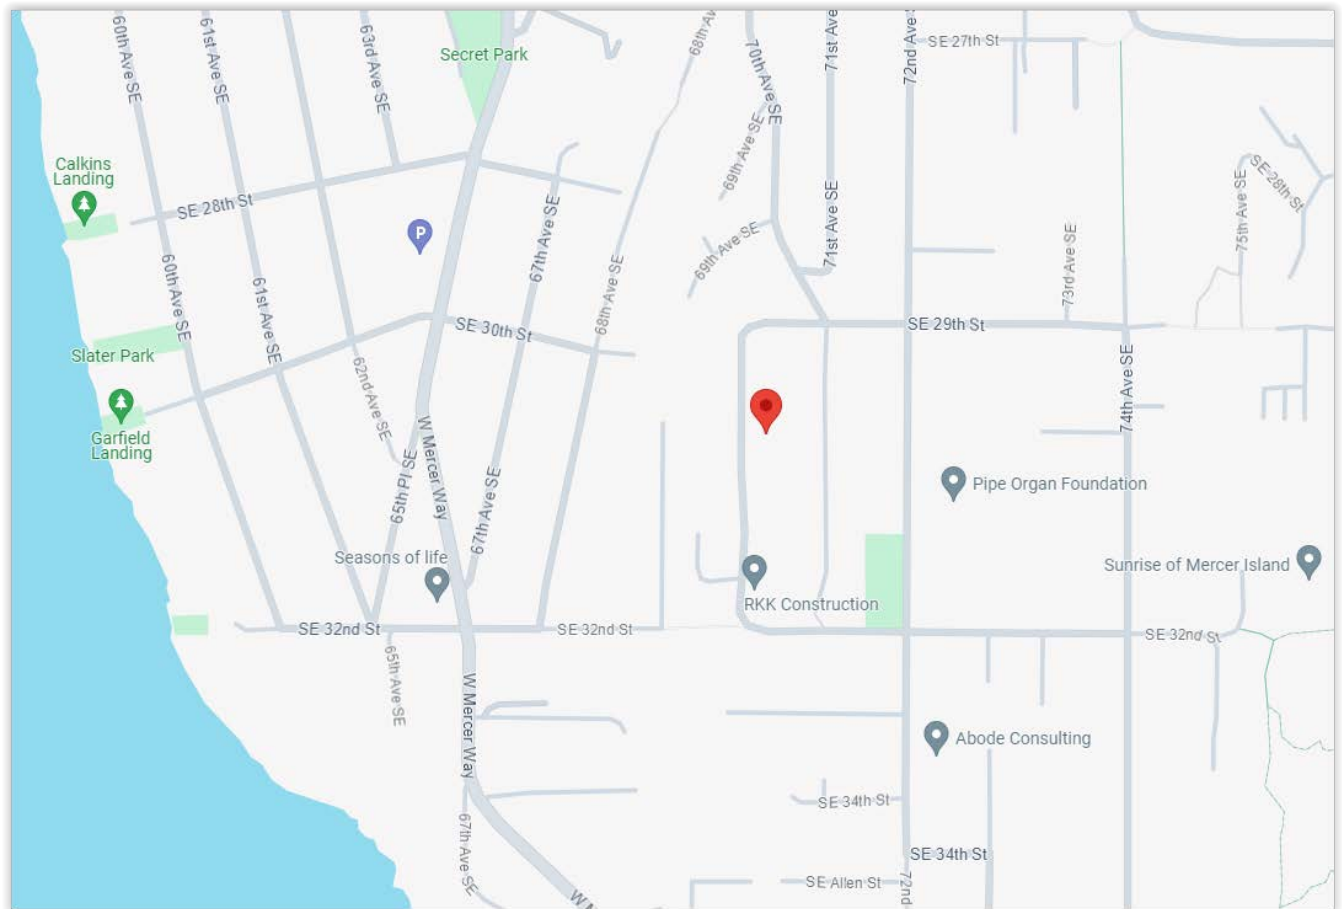 60th Ave SE
61st Ave SE
63rd Ave SE
Secret Park
68th Av
70th Ave SE
71st Ave
72nd Ave
SE 27th St
Calkins
Landing
SE 28th St
P
67th Ave SE
69th Ave SE
71st Ave SE
SE 28th St
75th Ave SE
60th Ave SE
61st Ave SE
68th Ave SE
69th Ave SE
73rd Ave SE
SE 30th St
SE 29th St
Slater Park
62nd Ave SE
74th Ave SE
Garfield
Landing
W Mercer Way
65th Pl SE
67th Ave SE
Pipe Organ Foundation
Seasons of life
Sunrise of Mercer Island
RKK Construction
SE 32nd St
SE 32nd St
SE 32nd St
65th Ave SE
W Mercer Way
Abode Consulting
SE 34th St
67th Ave SE
SE 34th St
SE Allen St
72nd
W M